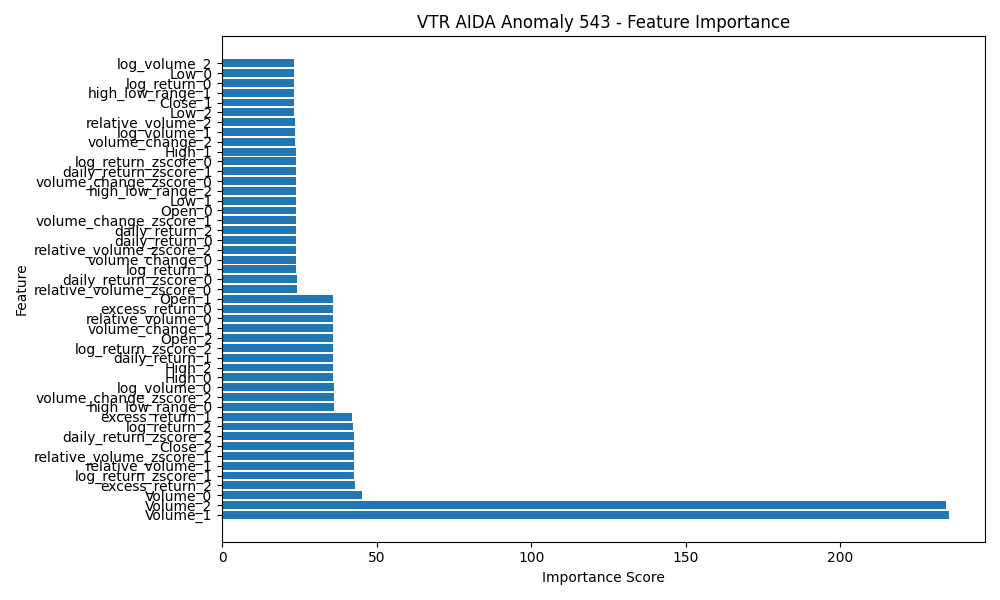 VTR AIDA Anomaly 543 - Feature Importance
log_volume_2
Low_0
log_return_0
high_low_range_1
Close_1
Low_2
relative_volume_2
log_volume_1
volume_change_2
High_1
log_return_zscore_0
daily_return_zscore_1
volume_change_zscore_0
high_low_range_2
Low_1
Open_0
volume_change_zscore_1
daily_return_2
daily_return_0
relative_volume_zscore_2
volume_change_0
log_return_1
daily_return_zscore_0
relative_volume_zscore_0
Open_1
excess_return_0
relative_volume_0
volume_change_1
Open_2
log_return_zscore_2
daily_return_1
High_2
High_0
log_volume_0
volume_change_zscore_2
high_low_range_0
excess_return_1
log_return_2
daily_return_zscore_2
Close_2
relative_volume_zscore_1
relative_volume_1
log_return_zscore_1
excess_return_2
Volume_0
Volume_2
Volume_1
Feature
0 50 100 150 200
Importance Score